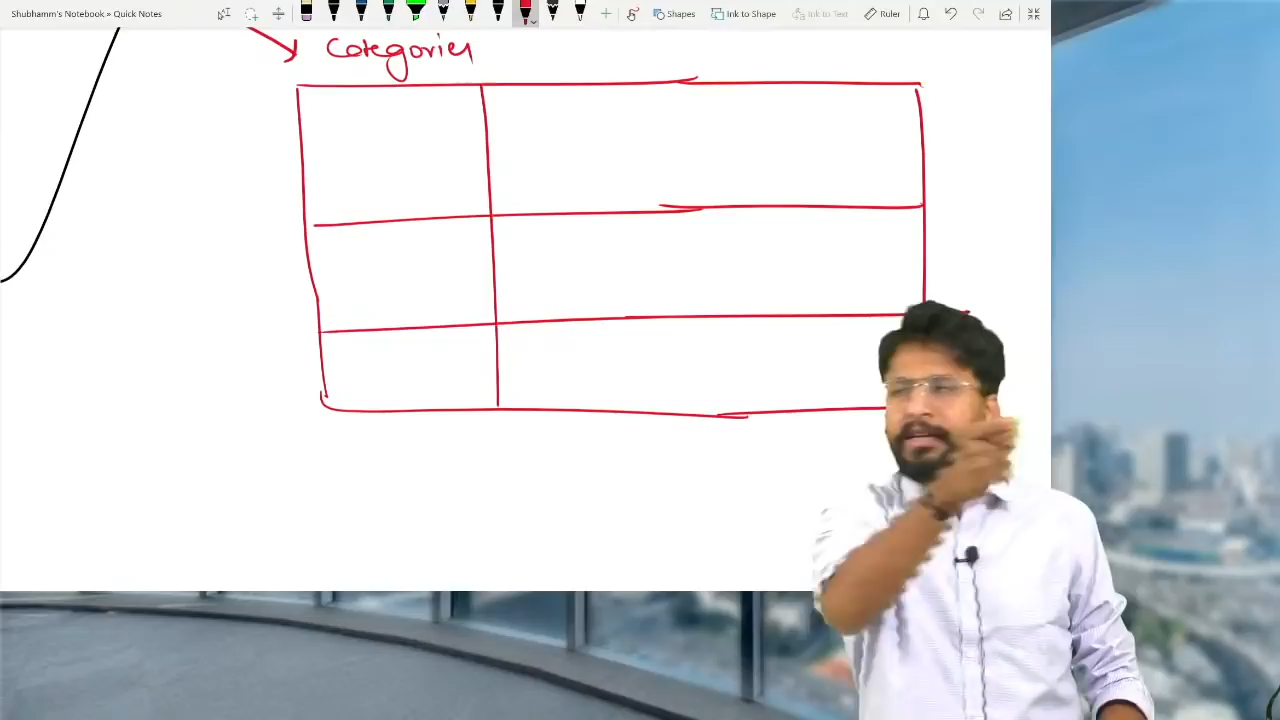 Shubhamm's Notebook » Quick Notes
Shapes
Ink to Shape
Ink to Text
Ruler
Categories